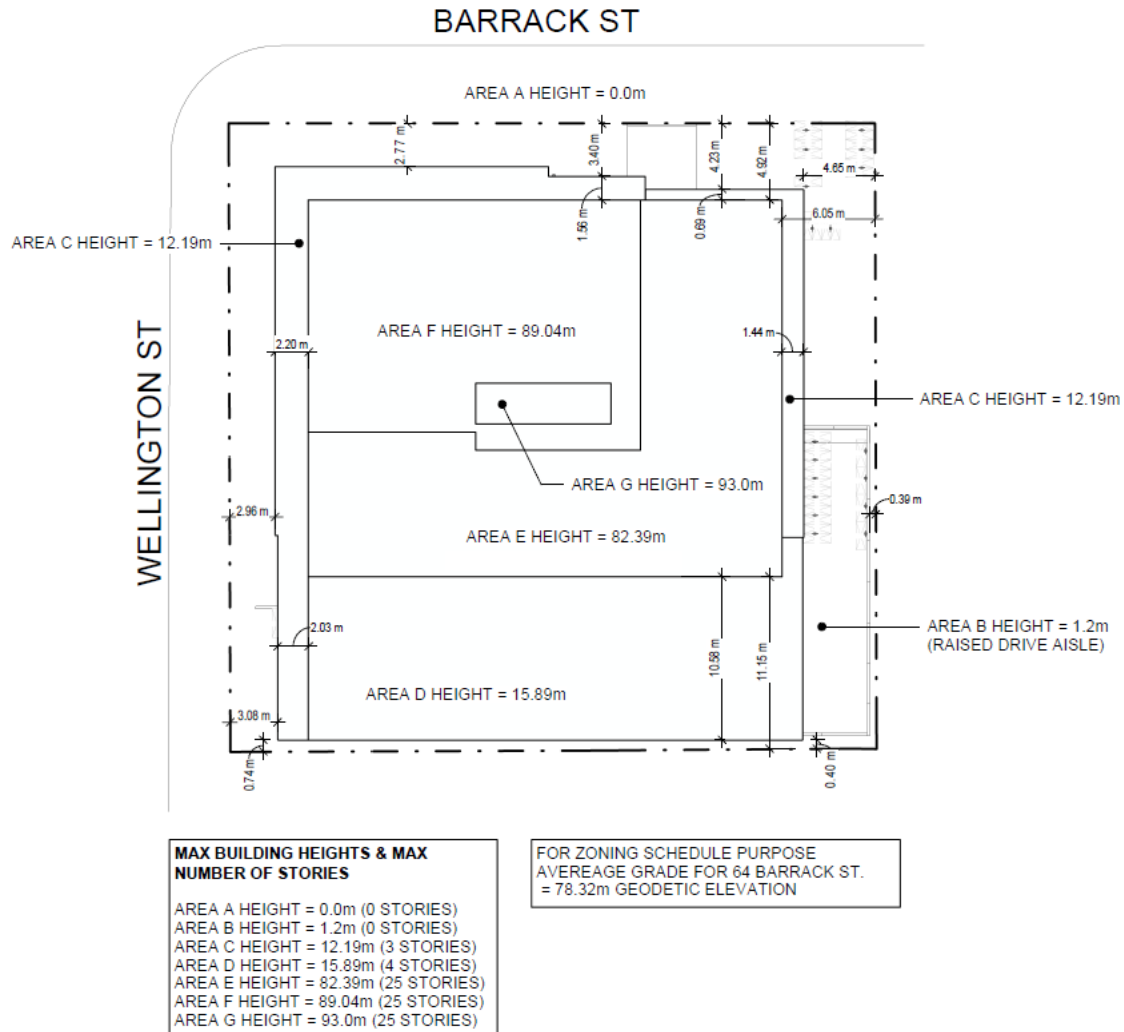 BARRACK ST
AREA A HEIGHT = 0.0m
2.77 m
3.40 m
4.23 m
4.92 m
4.65 m
1.56 m
0.69 m
6.05 m
AREA C HEIGHT = 12.19m
WELLINGTON ST
AREA F HEIGHT = 89.04m
2.20 m
1.44 m
AREA C HEIGHT = 12.19m
AREA G HEIGHT = 93.0m
0.39 m
2.96 m
AREA E HEIGHT = 82.39m
2.03 m
AREA B HEIGHT = 1.2m
(RAISED DRIVE AISLE)
10.58 m
11.15 m
AREA D HEIGHT = 15.89m
3.08 m
0.74 m
0.40 m
MAX BUILDING HEIGHTS & MAX
NUMBER OF STORIES
AREA A HEIGHT = 0.0m (0 STORIES)
AREA B HEIGHT = 1.2m (0 STORIES)
AREA C HEIGHT = 12.19m (3 STORIES)
AREA D HEIGHT = 15.89m (4 STORIES)
AREA E HEIGHT = 82.39m (25 STORIES)
AREA F HEIGHT = 89.04m (25 STORIES)
AREA G HEIGHT = 93.0m (25 STORIES)
FOR ZONING SCHEDULE PURPOSE
AVEREAGE GRADE FOR 64 BARRACK ST.
= 78.32m GEODETIC ELEVATION